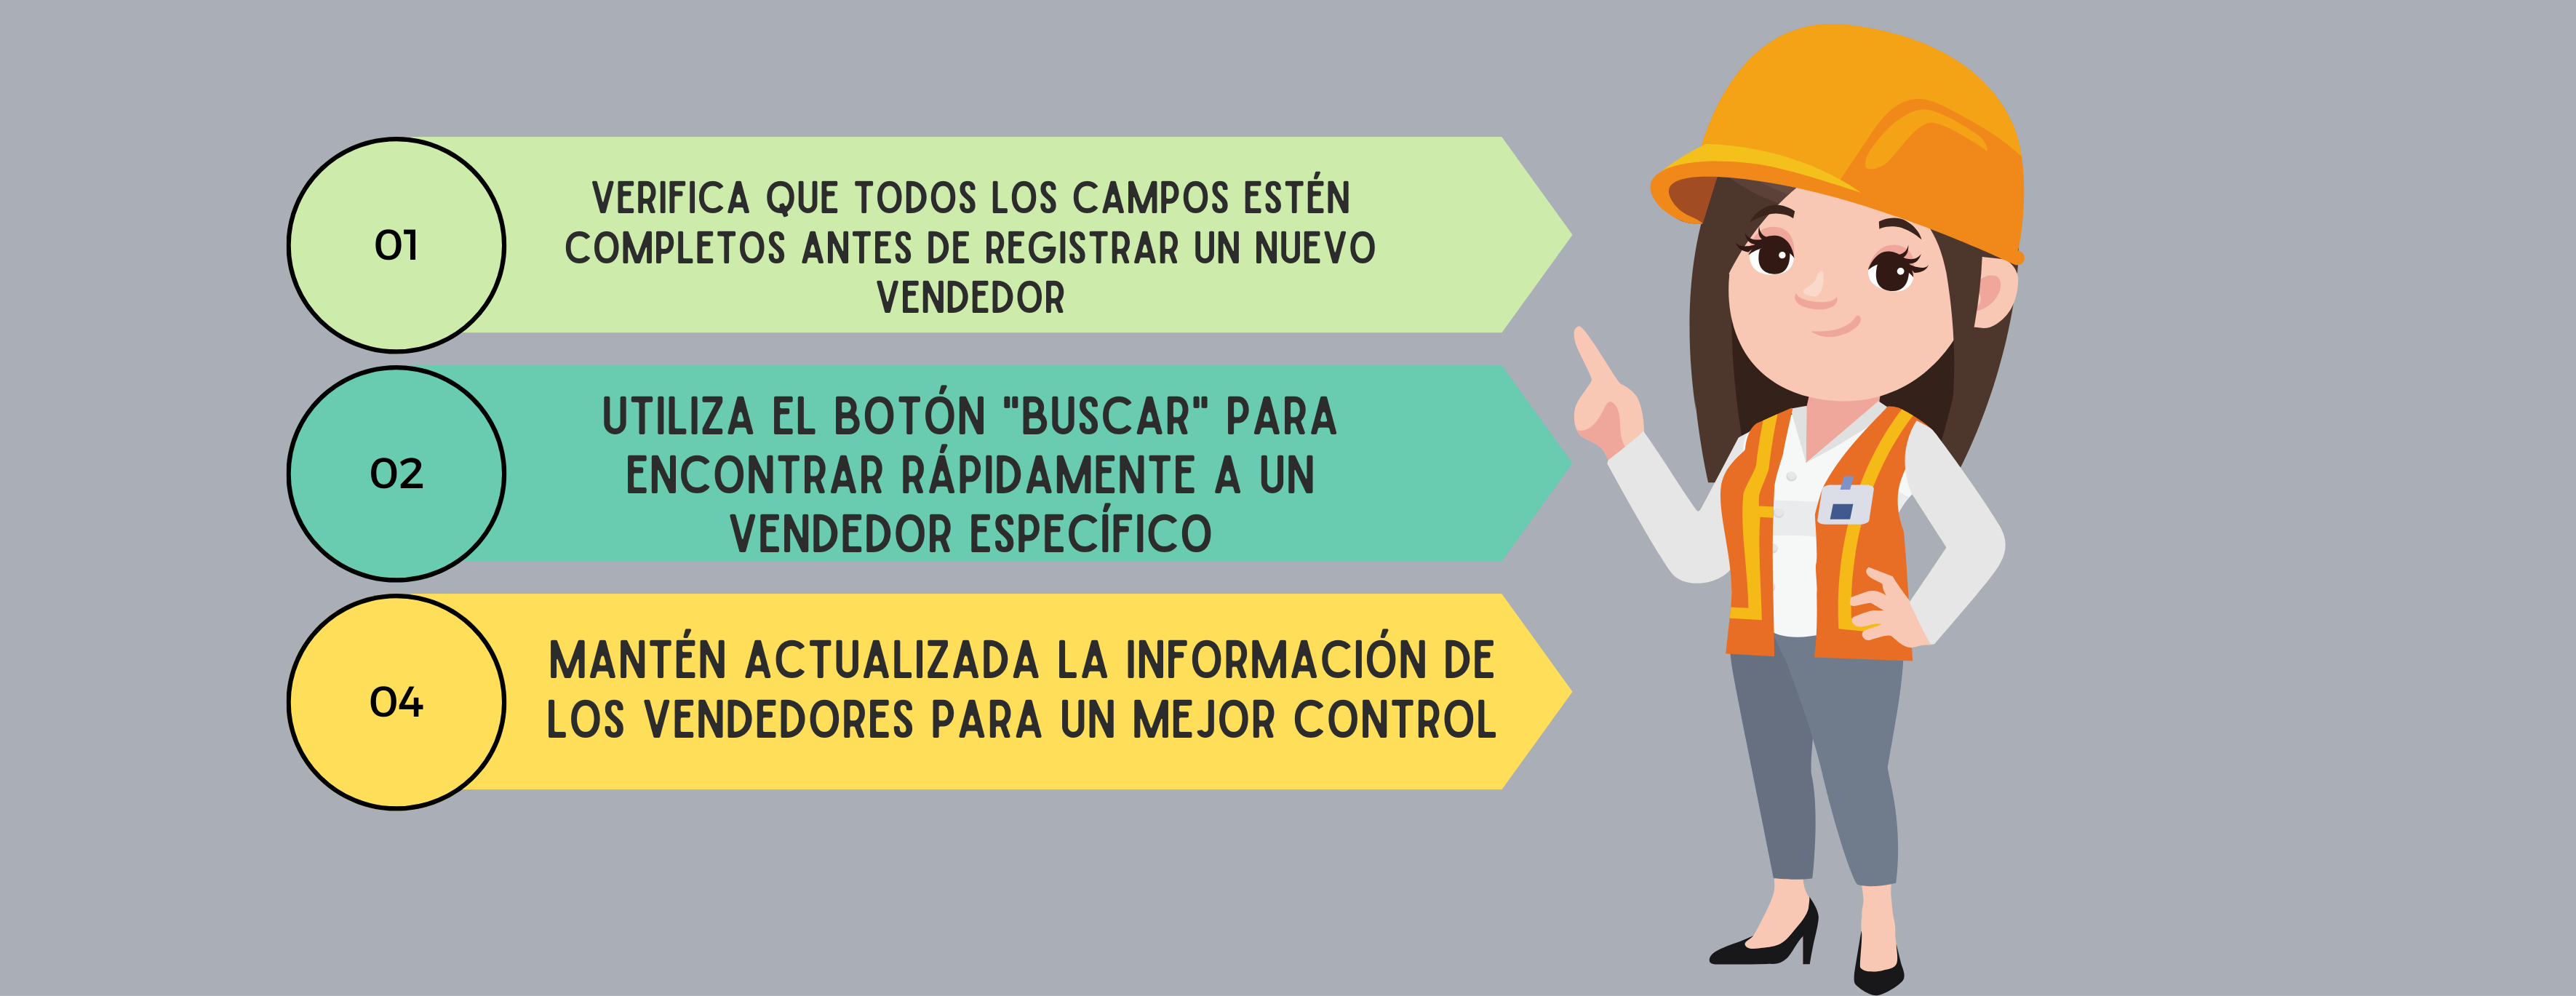 01
VERIFICA QUE TODOS LOS CAMPOS ESTÉN
COMPLETOS ANTES DE REGISTRAR UN NUEVO
VENDEDOR
02
UTILIZA EL BOTÓN "BUSCAR" PARA
ENCONTRAR RÁPIDAMENTE A UN
VENDEDOR ESPECÍFICO
04
MANTÉN ACTUALIZADA LA INFORMACIÓN DE
LOS VENDEDORES PARA UN MEJOR CONTROL